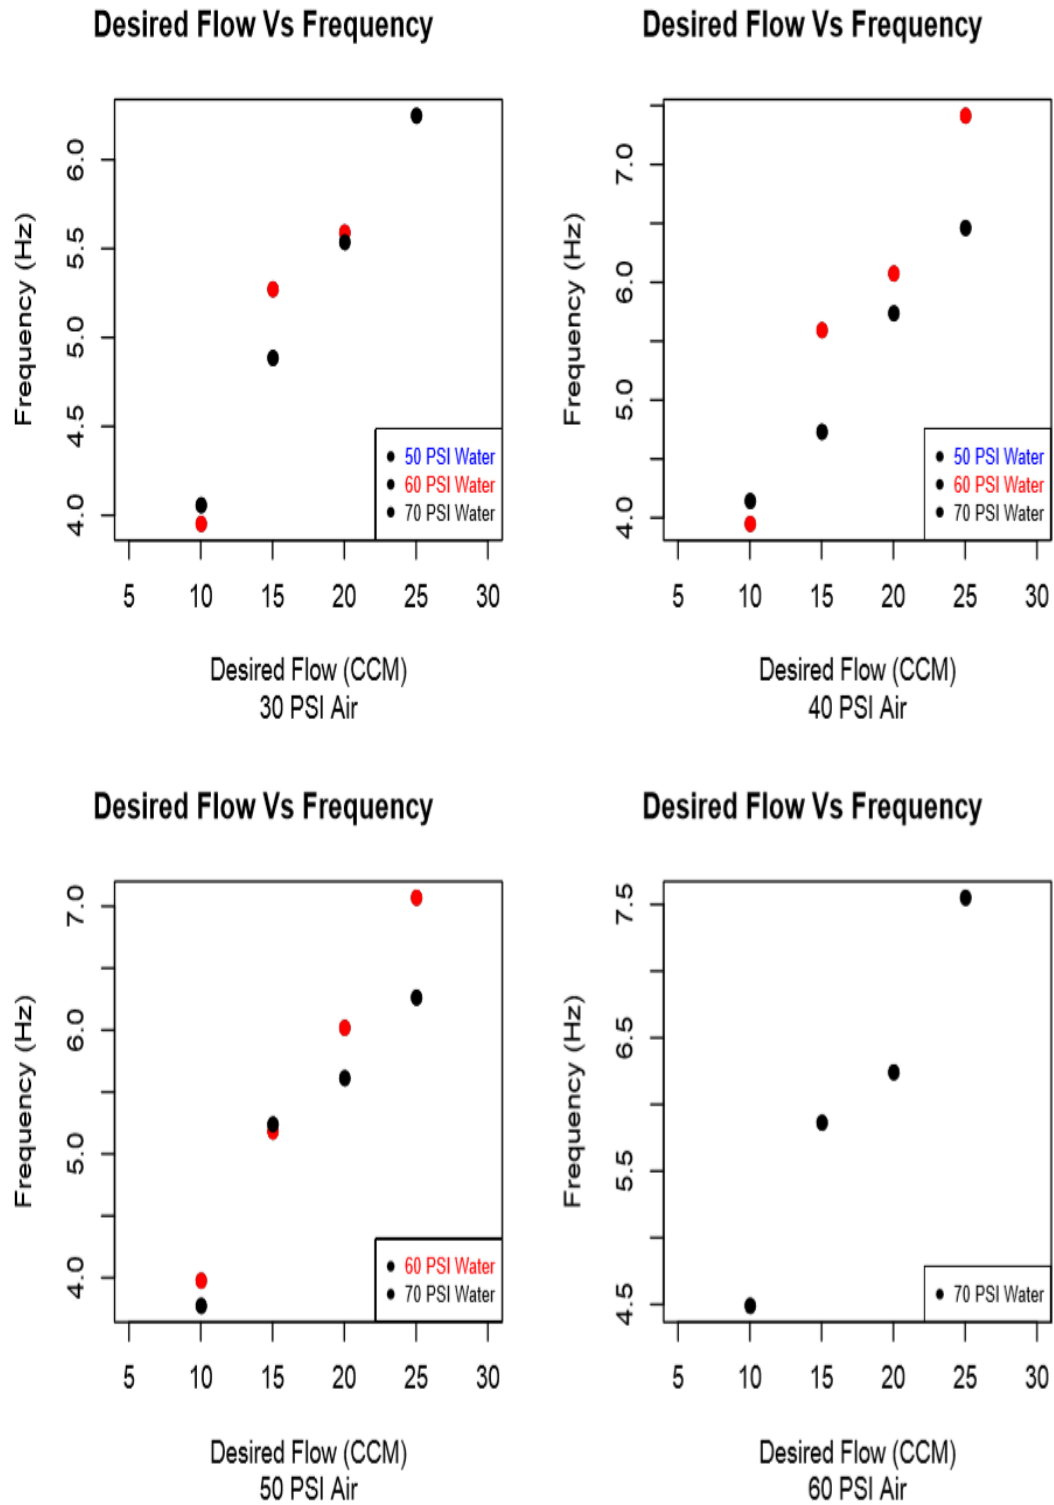 Desired Flow Vs Frequency
Frequency (Hz)
6.0
5.5
5.0
4.5
4.0
50 PSI Water
60 PSI Water
70 PSI Water
5 10 15 20 25 30
Desired Flow (CCM)
30 PSI Air
Desired Flow Vs Frequency
Frequency (Hz)
7.0
6.0
5.0
4.0
50 PSI Water
60 PSI Water
70 PSI Water
5 10 15 20 25 30
Desired Flow (CCM)
40 PSI Air
Desired Flow Vs Frequency
Frequency (Hz)
7.0
6.0
5.0
4.0
60 PSI Water
70 PSI Water
5 10 15 20 25 30
Desired Flow (CCM)
50 PSI Air
Desired Flow Vs Frequency
Frequency (Hz)
7.5
6.5
5.5
4.5
70 PSI Water
5 10 15 20 25 30
Desired Flow (CCM)
60 PSI Air